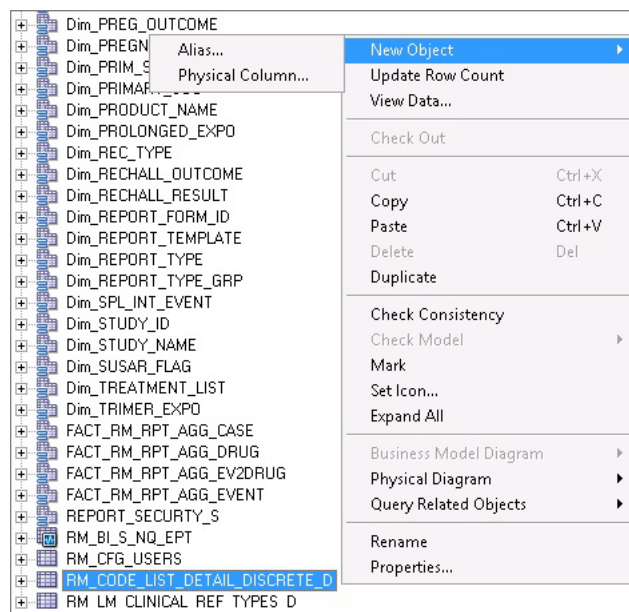 Dim_PREG_OUTCOME
Dim_PREGN
Dim_PRIM_S
Dim_PRODUCT_NAME
Dim_PROLONGED_EXPO
Dim_REC_TYPE
Dim_RECHALL_OUTCOME
Dim_RECHALL_RESULT
Dim_REPORT_FORM_ID
Dim_REPORT_TEMPLATE
Dim_REPORT_TYPE
Dim_REPORT_TYPE_GRP
Dim_SPL_INT_EVENT
Dim_STUDY_ID
Dim_STUDY_NAME
Dim_SUSAR_FLAG
Dim_TREATMENT_LIST
Dim_TRIMER_EXPO
FACT_RM_RPT_AGG_CASE
FACT_RM_RPT_AGG_DRUG
FACT_RM_RPT_AGG_EV2DRUG
FACT_RM_RPT_AGG_EVENT
REPORT_SECURTY_S
RM_BI_S_NQ_EPT
RM_CFG_USERS
RM_CODE_LIST_DETAIL_DISCRETE_D
RM_LM_CLINICAL_REF_TYPES_D
Alias...
Physical Column...
New Object
Update Row Count
View Data...
Check Out
Cut Ctrl+X
Copy Ctrl+C
Paste Ctrl+V
Delete Del
Duplicate
Check Consistency
Check Model
Mark
Set Icon...
Expand All
Business Model Diagram
Physical Diagram
Query Related Objects
Rename
Properties...